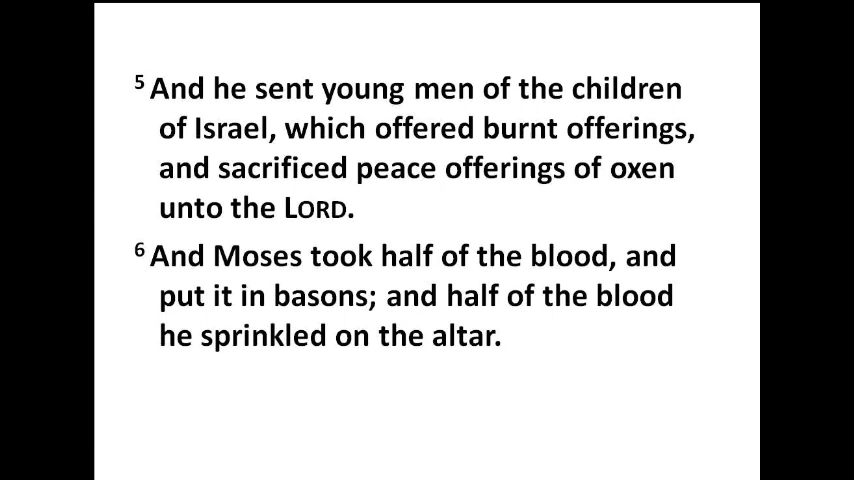 5 And he sent young men of the children
of Israel, which offered burnt offerings,
and sacrificed peace offerings of oxen
unto the LORD.
6 And Moses took half of the blood, and
put it in basons; and half of the blood
he sprinkled on the altar.